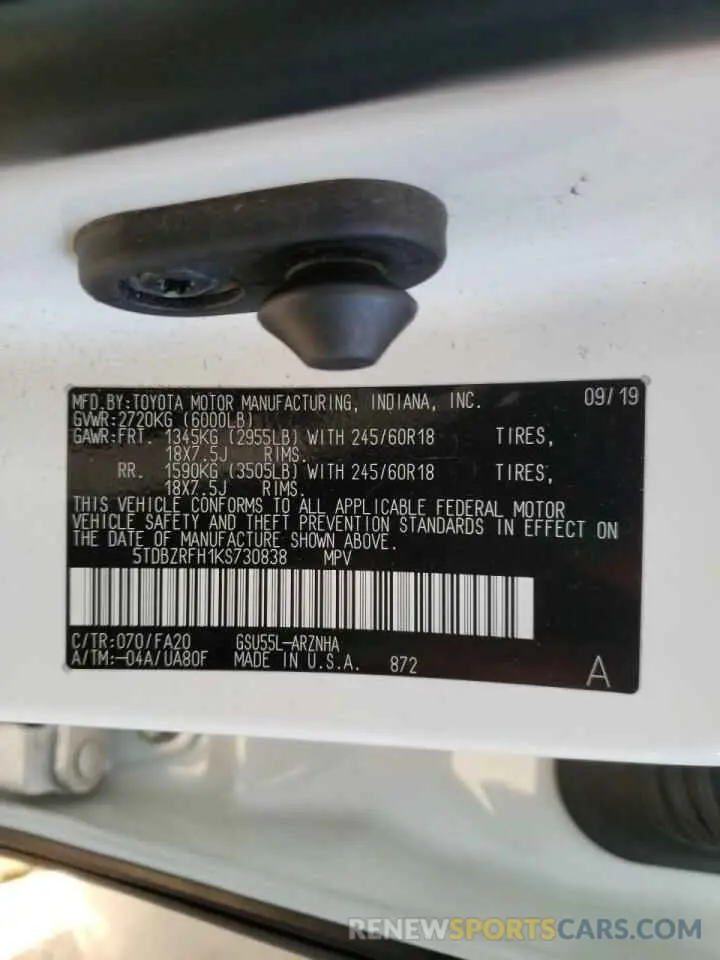 MFD.BY:TOYOTA MOTOR MANUFACTURING, INDIANA, INC. 09/19
GVWR:2720KG (6000LB)
GAWR:FRT. 1345KG (2955LB) WITH 245/60R18 TIRES,
18X7.5J RIMS.
RR. 1590KG (3505LB) WITH 245/60R18 TIRES,
18X7.5J RIMS.
THIS VEHICLE CONFORMS TO ALL APPLICABLE FEDERAL MOTOR
VEHICLE SAFETY AND THEFT PREVENTION STANDARDS IN EFFECT ON
THE DATE OF MANUFACTURE SHOWN ABOVE.
5TDBZRFH1KS730838 MPV
C/TR:070/FA20 GSU55L-ARZNHA
A/TM:-04A/UA80F MADE IN U.S.A. 872 A
RENEWSPORTSCARS.COM